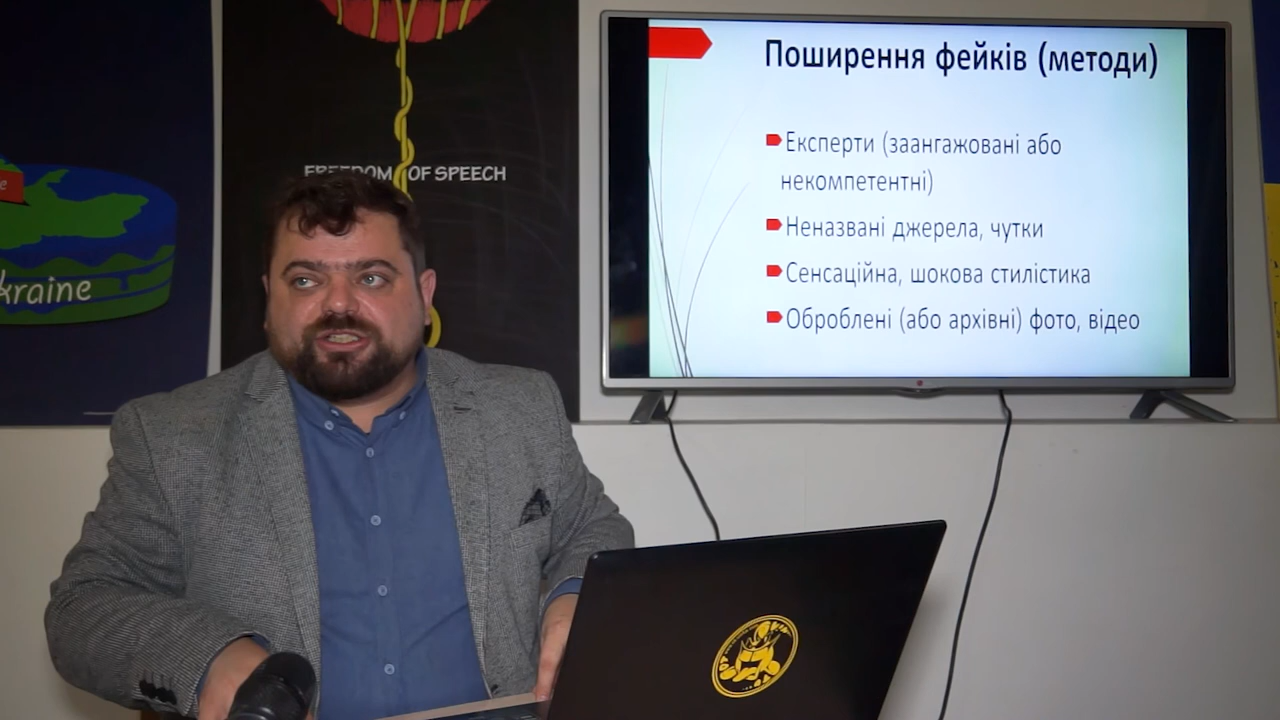 Поширення фейків (методи)
Експерти (заангажовані або
некомпетентні)
Неназвані джерела, чутки
Сенсаційна, шокова стилістика
Оброблені (або архівні) фото, відео
FREEDOM OF SPEECH
kraine